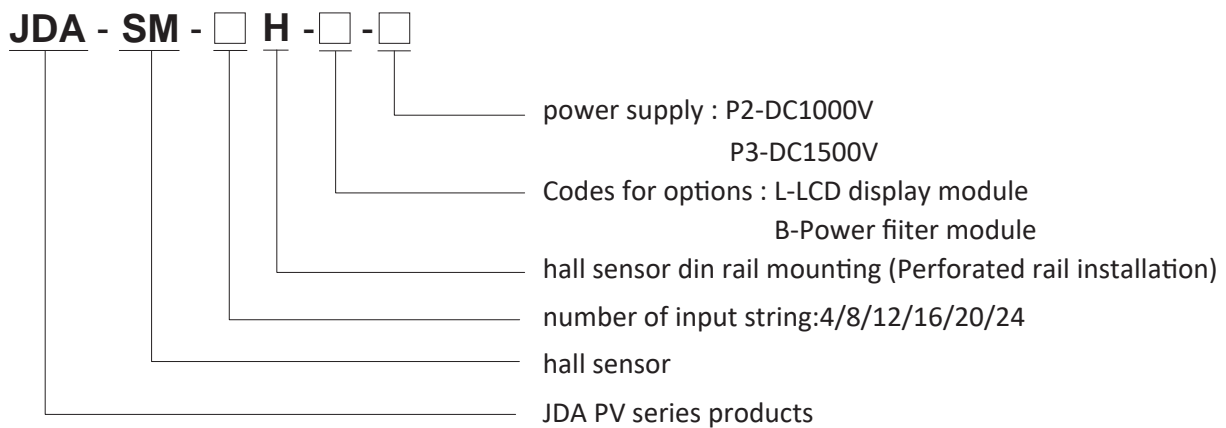 JDA - SM - □ H - □ - □
power supply : P2-DC1000V
P3-DC1500V
Codes for options : L-LCD display module
B-Power fiiter module
hall sensor din rail mounting (Perforated rail installation)
number of input string:4/8/12/16/20/24
hall sensor
JDA PV series products